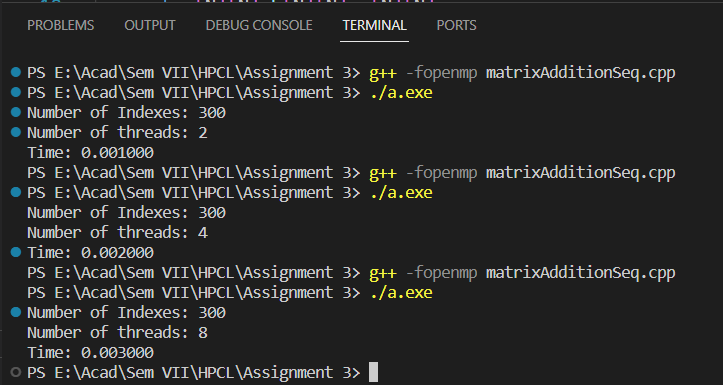 PROBLEMS OUTPUT DEBUG CONSOLE TERMINAL PORTS
PS E:\Acad\Sem VII\HPCL\Assignment 3> g++ -fopenmp matrixAdditionSeq.cpp
PS E:\Acad\Sem VII\HPCL\Assignment 3> ./a.exe
Number of Indexes: 300
Number of threads: 2
Time: 0.001000
PS E:\Acad\Sem VII\HPCL\Assignment 3> g++ -fopenmp matrixAdditionSeq.cpp
PS E:\Acad\Sem VII\HPCL\Assignment 3> ./a.exe
Number of Indexes: 300
Number of threads: 4
Time: 0.002000
PS E:\Acad\Sem VII\HPCL\Assignment 3> g++ -fopenmp matrixAdditionSeq.cpp
PS E:\Acad\Sem VII\HPCL\Assignment 3> ./a.exe
Number of Indexes: 300
Number of threads: 8
Time: 0.003000
PS E:\Acad\Sem VII\HPCL\Assignment 3>